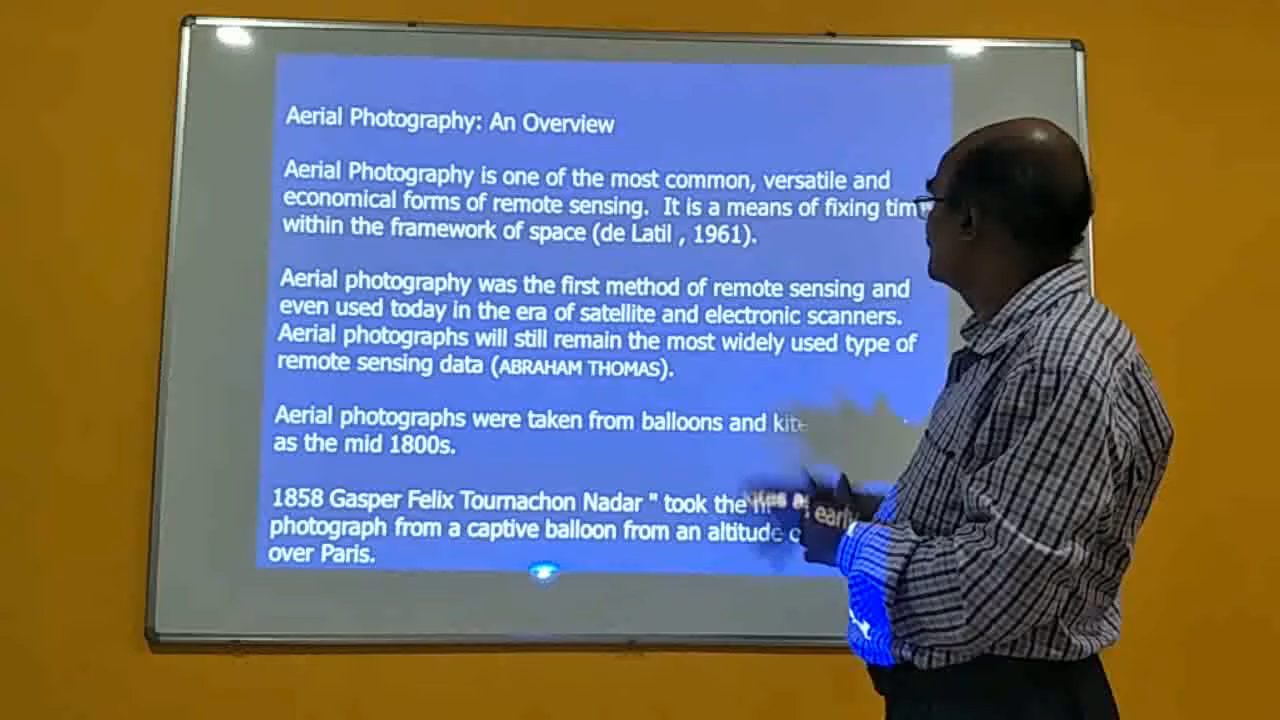 Aerial Photography: An Overview
Aerial Photography is one of the most common, versatile and
economical forms of remote sensing. It is a means of fixing
within the framework of space (de Latil , 1961).
Aerial photography was the first method of remote sensing and
even used today in the era of satellite and electronic scanners.
Aerial photographs will still remain the most widely used type of
remote sensing data (ABRAHAM THOMAS).
Aerial photographs were taken from balloons and kites as early
as the mid 1800s.
1858 Gasper Felix Tournachon Nadar " took the
photograph from a captive balloon from an altitude
over Paris.